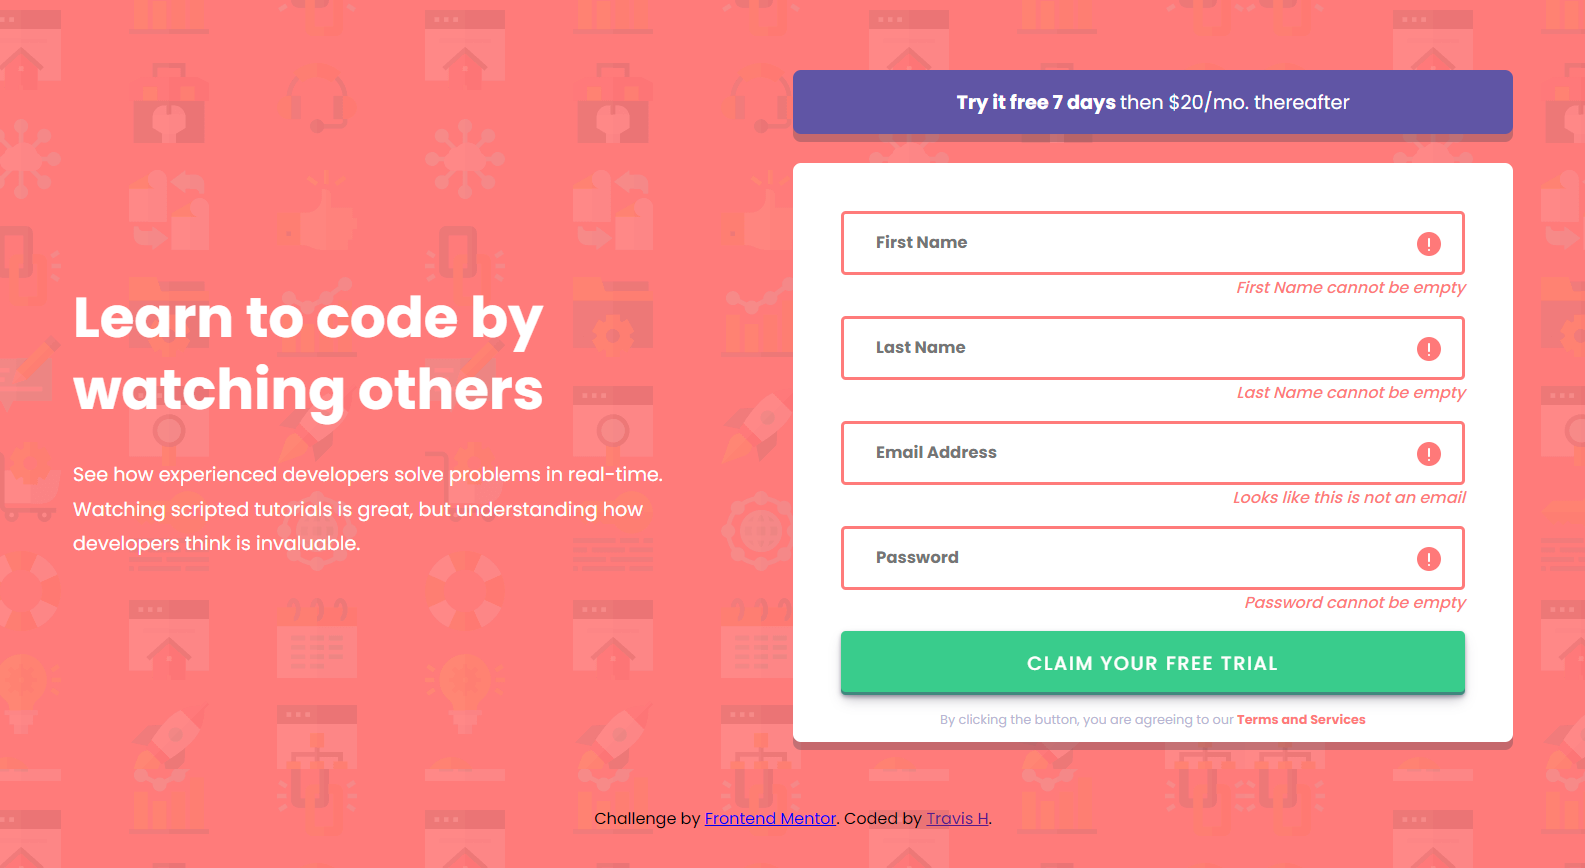 Learn to code by
watching others
See how experienced developers solve problems in real-time.
Watching scripted tutorials is great, but understanding how
developers think is invaluable.
Try it free 7 days then $20/mo. thereafter
First Name
First Name cannot be empty
Last Name
Last Name cannot be empty
Email Address
Looks like this is not an email
Password
Password cannot be empty
CLAIM YOUR FREE TRIAL
By clicking the button, you are agreeing to our Terms and Services
Challenge by Frontend Mentor. Coded by Travis H.